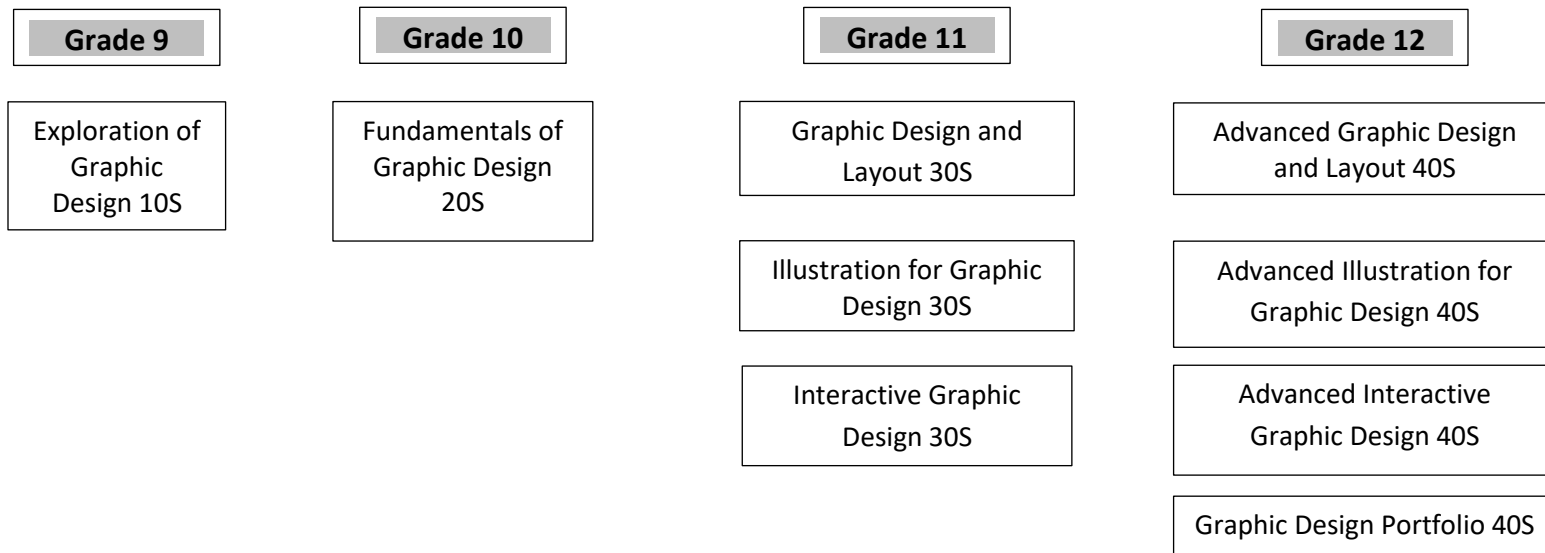 Grade 9
Exploration of
Graphic
Design 10S
Grade 10
Fundamentals of
Graphic Design
20S
Grade 11
Graphic Design and
Layout 30S
Illustration for Graphic
Design 30S
Interactive Graphic
Design 30S
Grade 12
Advanced Graphic Design
and Layout 40S
Advanced Illustration for
Graphic Design 40S
Advanced Interactive
Graphic Design 40S
Graphic Design Portfolio 40S